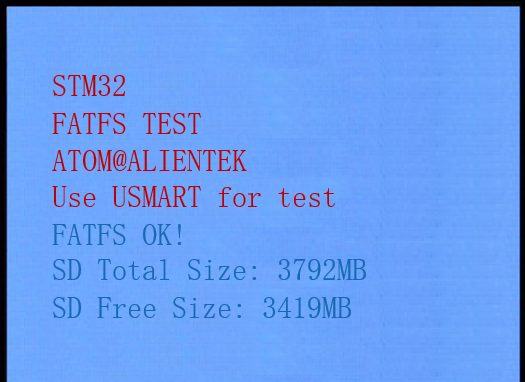 STM32
FATFS TEST
ATOM@ALIENTEK
Use USMART for test
FATFS OK!
SD Total Size: 3792MB
SD Free Size: 3419MB